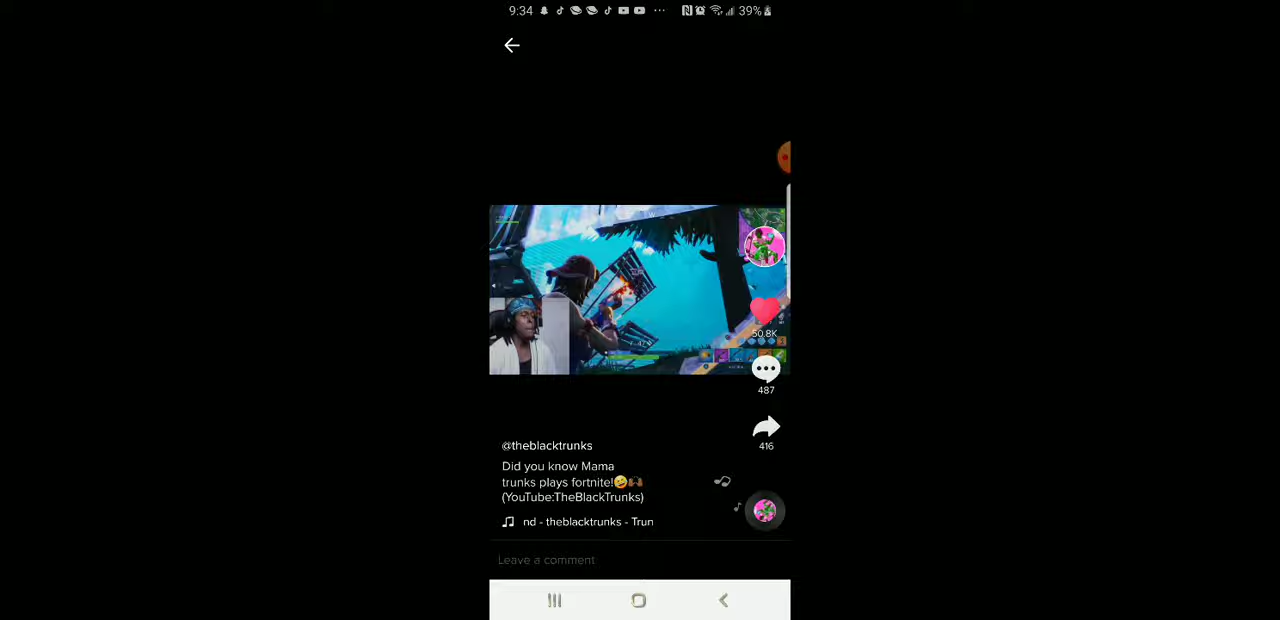 9:34
39%
50.8K
487
416
@theblacktrunks
Did you know Mama
trunks plays fortnite!🤪🙌🏾
(YouTube:TheBlackTrunks)
nd - theblacktrunks - Trun
Leave a comment